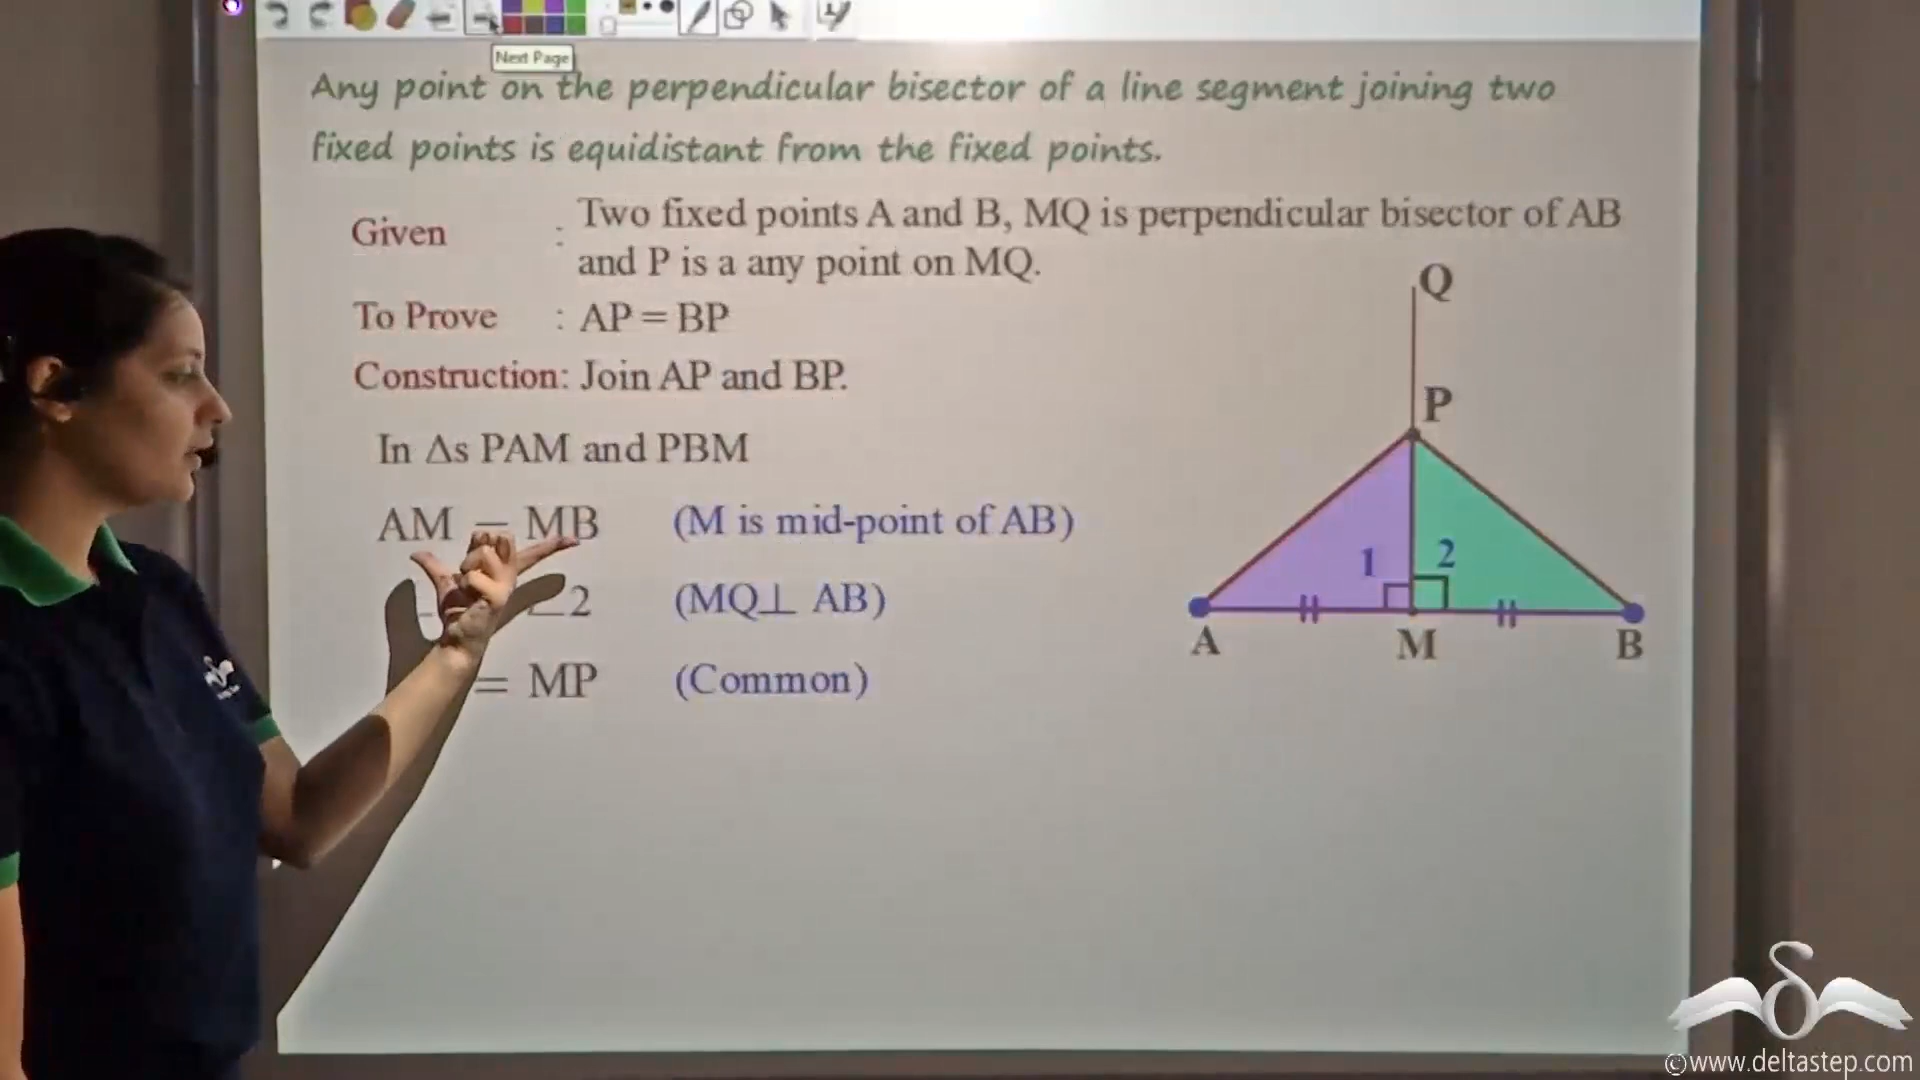 Next Page
Any point on the perpendicular bisector of a line segment joining two
fixed points is equidistant from the fixed points.
Given : Two fixed points A and B, MQ is perpendicular bisector of AB
and P is a any point on MQ.
To Prove : AP = BP
Construction: Join AP and BP.
In Δs PAM and PBM
AM = MB (M is mid-point of AB)
∠2 (MQ⊥ AB)
= MP (Common)
Q
P
1 2
A M B
©www.deltastep.com